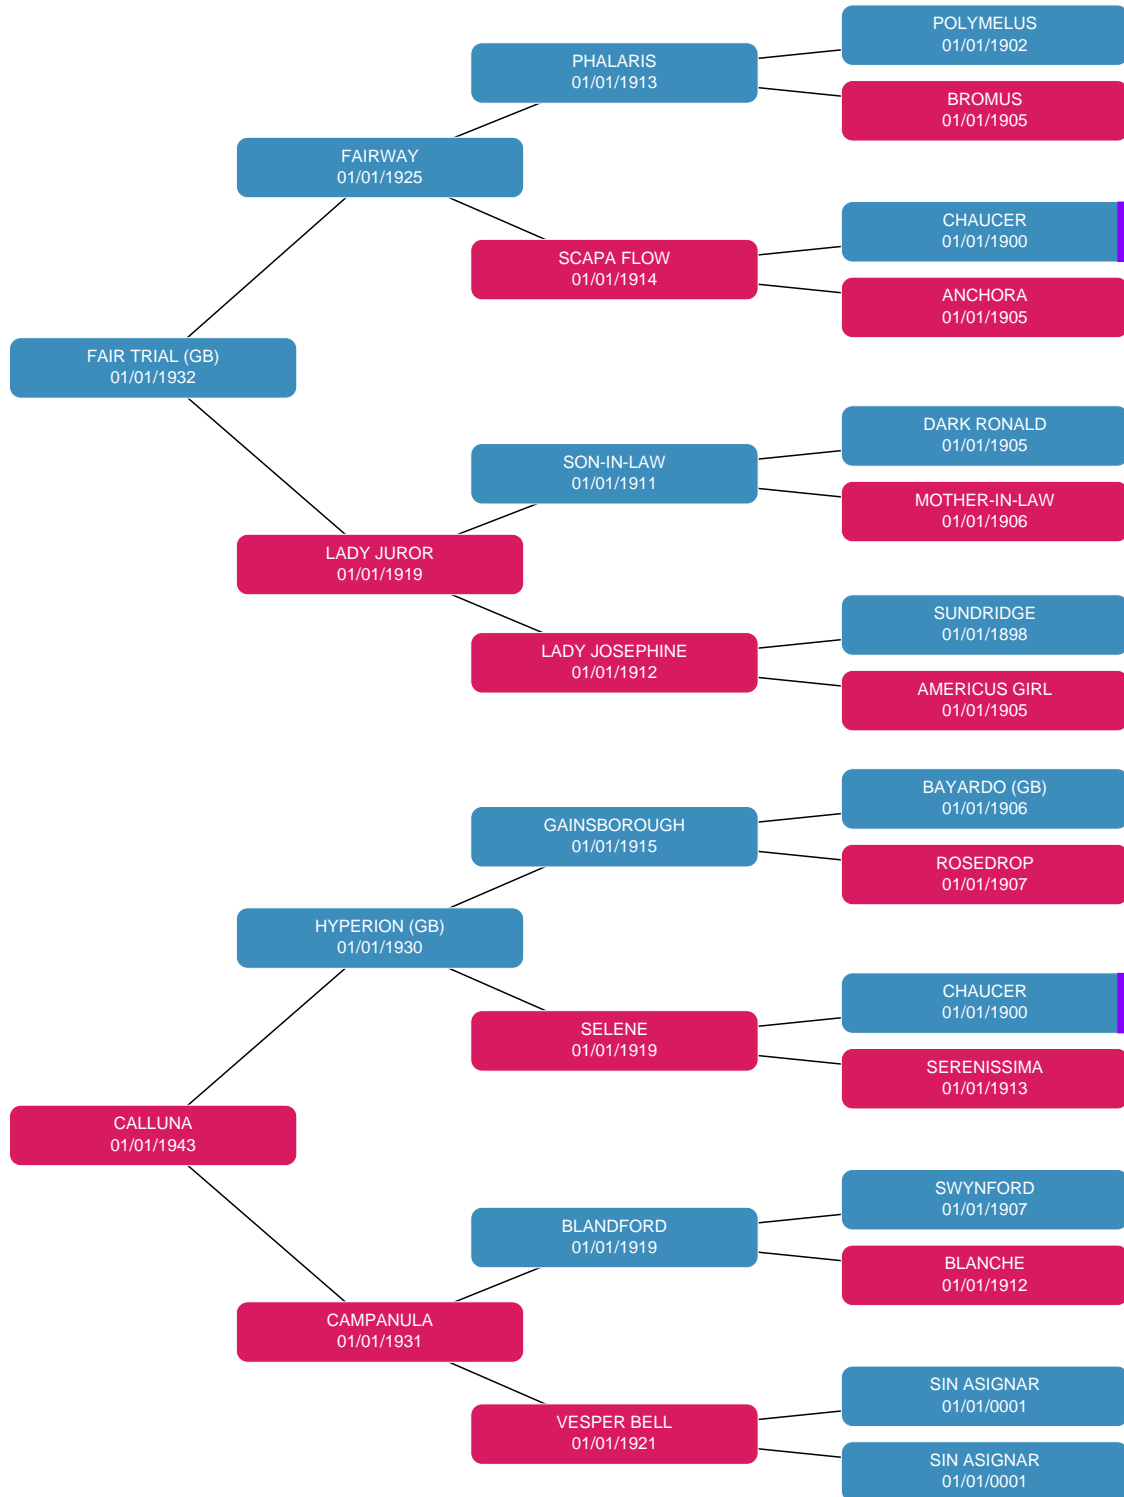 POLYMELUS
01/01/1902
PHALARIS
01/01/1913
BROMUS
01/01/1905
FAIRWAY
01/01/1925
CHAUCER
01/01/1900
SCAPA FLOW
01/01/1914
ANCHORA
01/01/1905
FAIR TRIAL (GB)
01/01/1932
DARK RONALD
01/01/1905
SON-IN-LAW
01/01/1911
MOTHER-IN-LAW
01/01/1906
LADY JUROR
01/01/1919
SUNDRIDGE
01/01/1898
LADY JOSEPHINE
01/01/1912
AMERICUS GIRL
01/01/1905
BAYARDO (GB)
01/01/1906
GAINSBOROUGH
01/01/1915
ROSEDROP
01/01/1907
HYPERION (GB)
01/01/1930
CHAUCER
01/01/1900
SELENE
01/01/1919
SERENISSIMA
01/01/1913
CALLUNA
01/01/1943
SWYNFORD
01/01/1907
BLANDFORD
01/01/1919
BLANCHE
01/01/1912
CAMPANULA
01/01/1931
SIN ASIGNAR
01/01/0001
VESPER BELL
01/01/1921
SIN ASIGNAR
01/01/0001